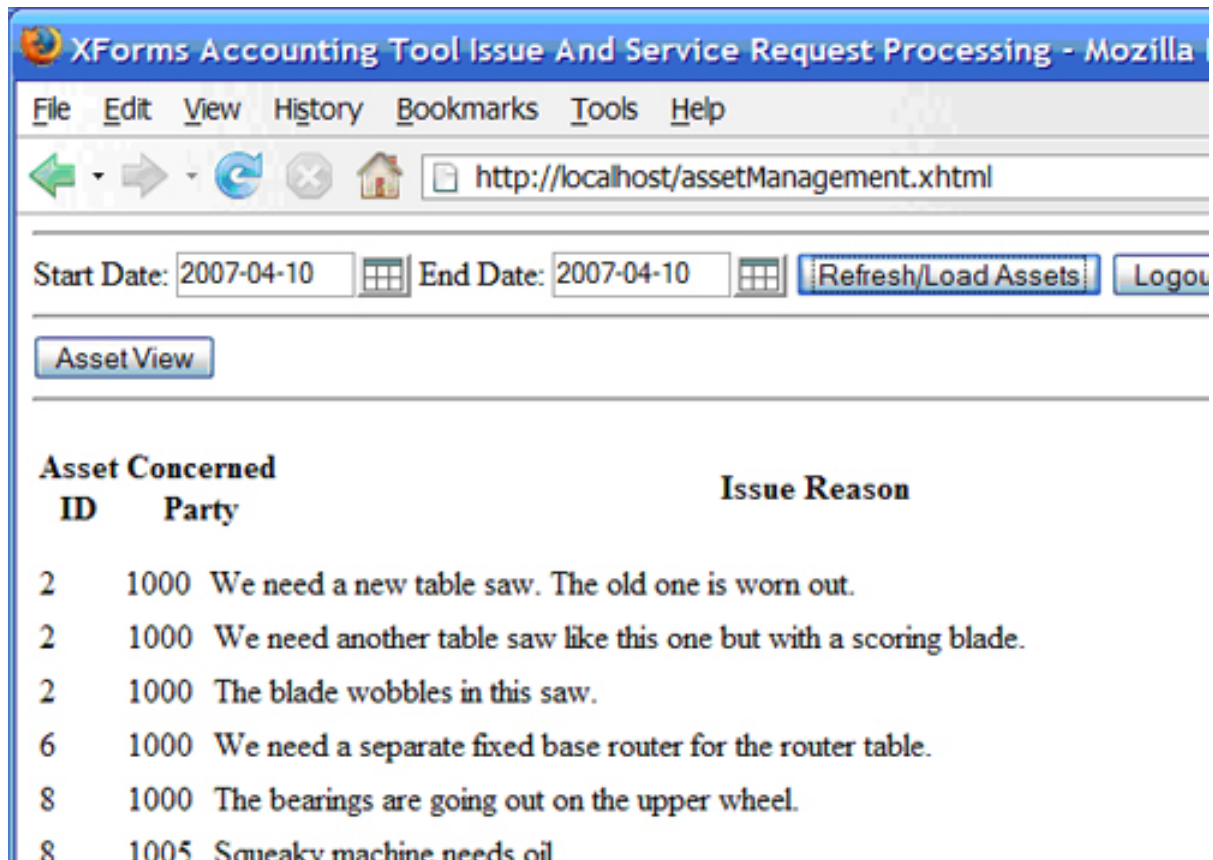 XForms Accounting Tool Issue And Service Request Processing - Mozilla
File Edit View History Bookmarks Tools Help
http://localhost/assetManagement.xhtml
Start Date: 2007-04-10 End Date: 2007-04-10 Refresh/Load Assets Logou
Asset View
Asset Concerned
ID Party Issue Reason
2 1000 We need a new table saw. The old one is worn out.
2 1000 We need another table saw like this one but with a scoring blade.
2 1000 The blade wobbles in this saw.
6 1000 We need a separate fixed base router for the router table.
8 1000 The bearings are going out on the upper wheel.
8 1005 Squeaky machine needs oil